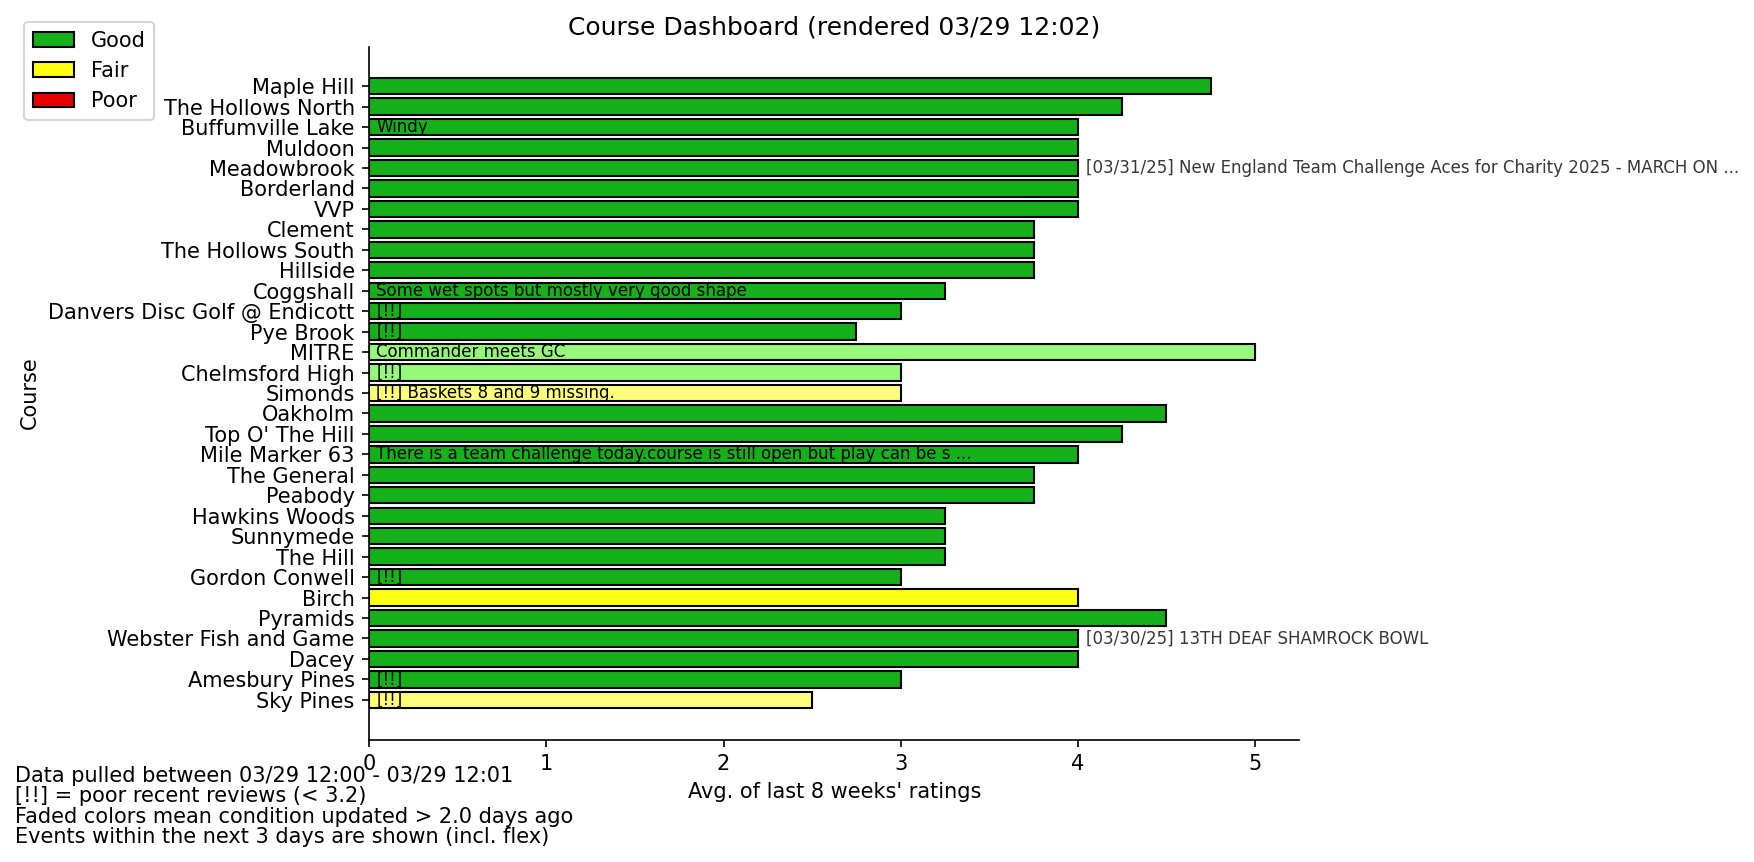 Course Dashboard (rendered 03/29 12:02)
Good
Fair
Poor
Course
Maple Hill
The Hollows North
Buffumville Lake Windy
Muldoon
Meadowbrook [03/31/25] New England Team Challenge Aces for Charity 2025 - MARCH ON ...
Borderland
VVP
Clement
The Hollows South
Hillside
Coggshall Some wet spots but mostly very good shape
Danvers Disc Golf @ Endicott [!!]
Pye Brook [!!]
MITRE Commander meets GC
Chelmsford High [!!]
Simonds [!!] Baskets 8 and 9 missing.
Oakholm
Top O' The Hill
Mile Marker 63 There is a team challenge today.course is still open but play can be s ...
The General
Peabody
Hawkins Woods
Sunnymede
The Hill
Gordon Conwell [!!]
Birch
Pyramids
Webster Fish and Game [03/30/25] 13TH DEAF SHAMROCK BOWL
Dacey
Amesbury Pines [!!]
Sky Pines [!!]
0 1 2 3 4 5
Avg. of last 8 weeks' ratings
Data pulled between 03/29 12:00 - 03/29 12:01
[!!] = poor recent reviews (< 3.2)
Faded colors mean condition updated > 2.0 days ago
Events within the next 3 days are shown (incl. flex)